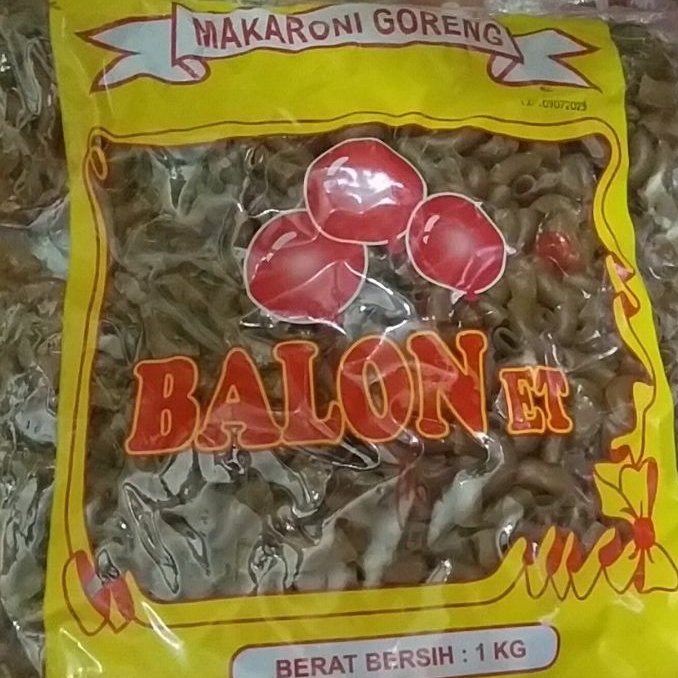 MAKARONI GORENG
BALON ET
BERAT BERSIH : 1 KG